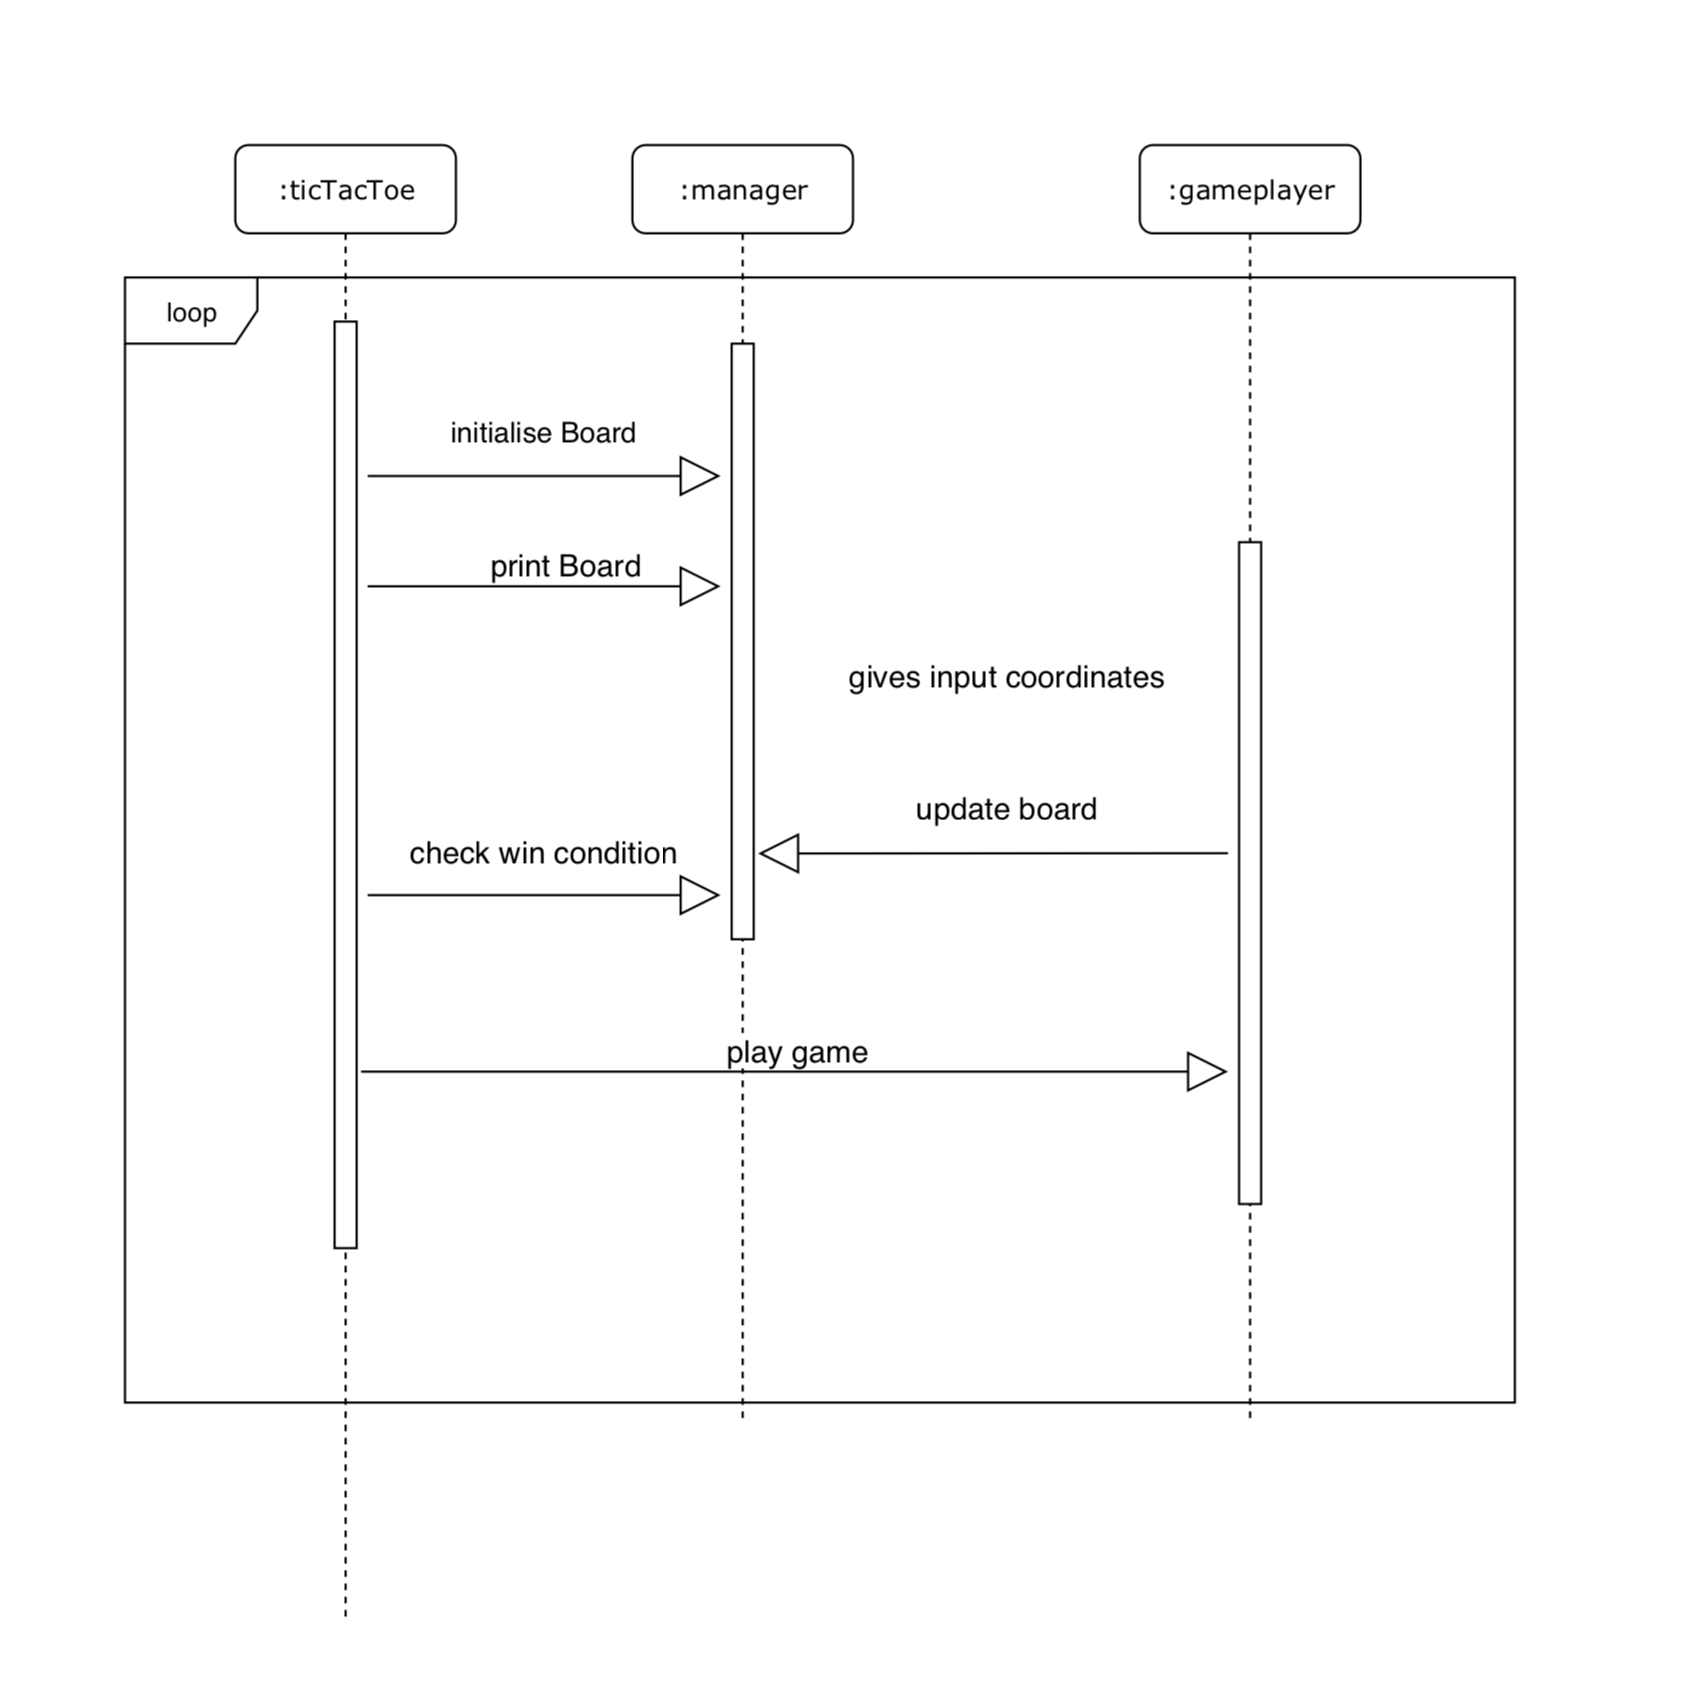 :ticTacToe
:manager
:gameplayer
loop
initialise Board
print Board
gives input coordinates
update board
check win condition
play game